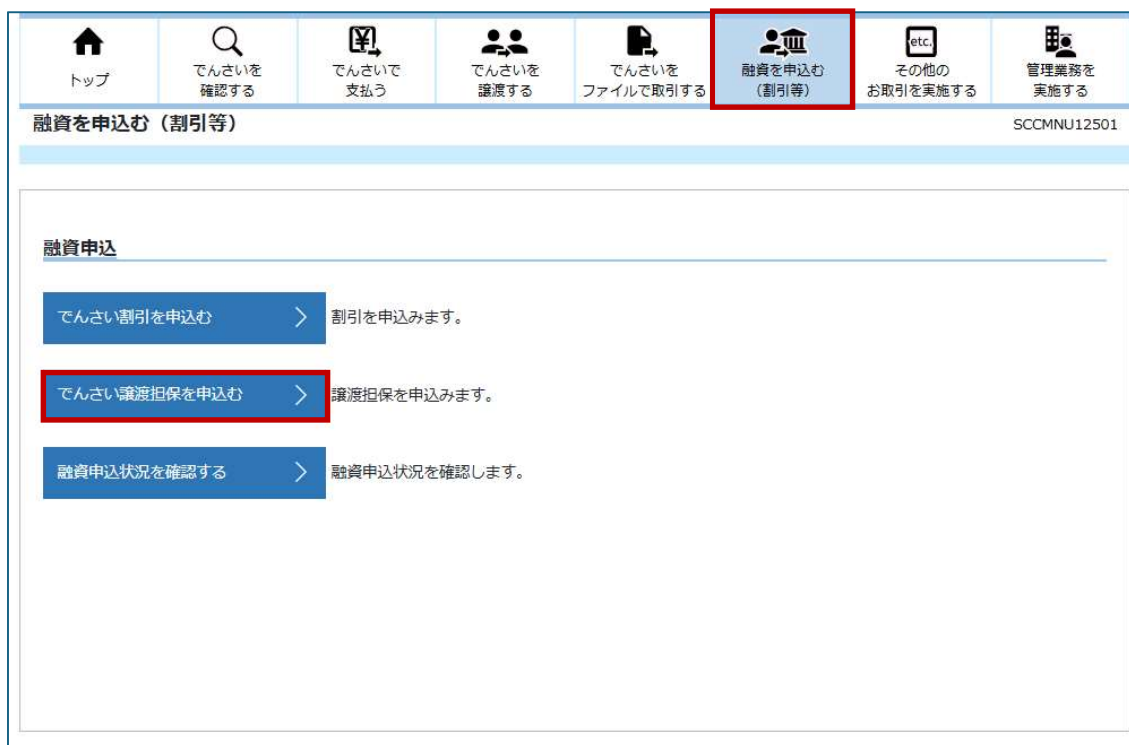 トップ
でんさいを
確認する
でんさいで
支払う
でんさいを
譲渡する
でんさいを
ファイルで取引する
融資を申込む
(割引等)
etc.
その他の
お取引を実施する
管理業務を
実施する
融資を申込む(割引等)
SCCMNU12501
融資申込
でんさい割引を申込む 割引を申込みます。
でんさい譲渡担保を申込む 譲渡担保を申込みます。
融資申込状況を確認する 融資申込状況を確認します。